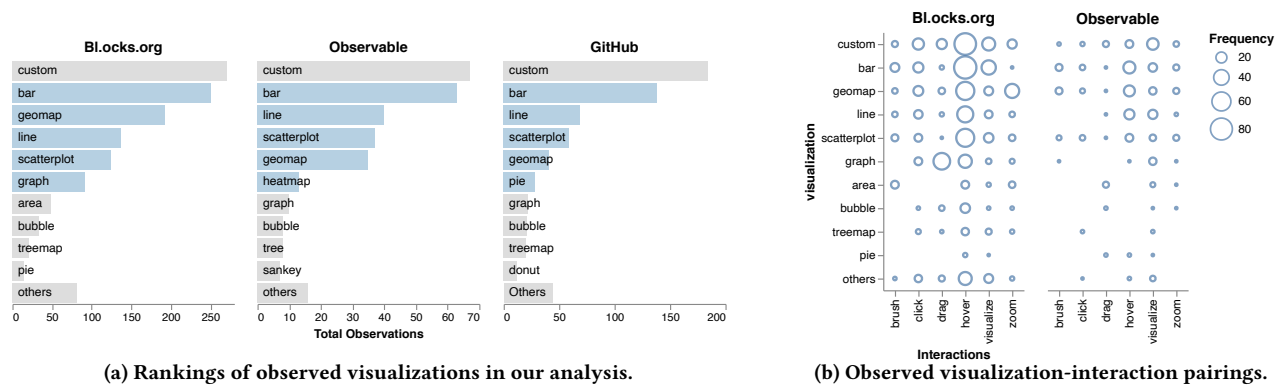 Bl.ocks.org
custom
bar
geomap
line
scatterplot
graph
area
bubble
treemap
pie
others
0 50 100 150 200 250
Observable
custom
bar
line
scatterplot
geomap
heatmap
graph
bubble
tree
sankey
others
0 10 20 30 40 50 60 70
Total Observations
GitHub
custom
bar
line
scatterplot
geomap
pie
graph
bubble
treemap
donut
Others
0 50 100 150 200
(a) Rankings of observed visualizations in our analysis.
Bl.ocks.org Observable
visualization
custom
bar
geomap
line
scatterplot
graph
area
bubble
treemap
pie
others
brush click drag hover visualize zoom
brush click drag hover visualize zoom
Interactions
Frequency
20
40
60
80
(b) Observed visualization-interaction pairings.